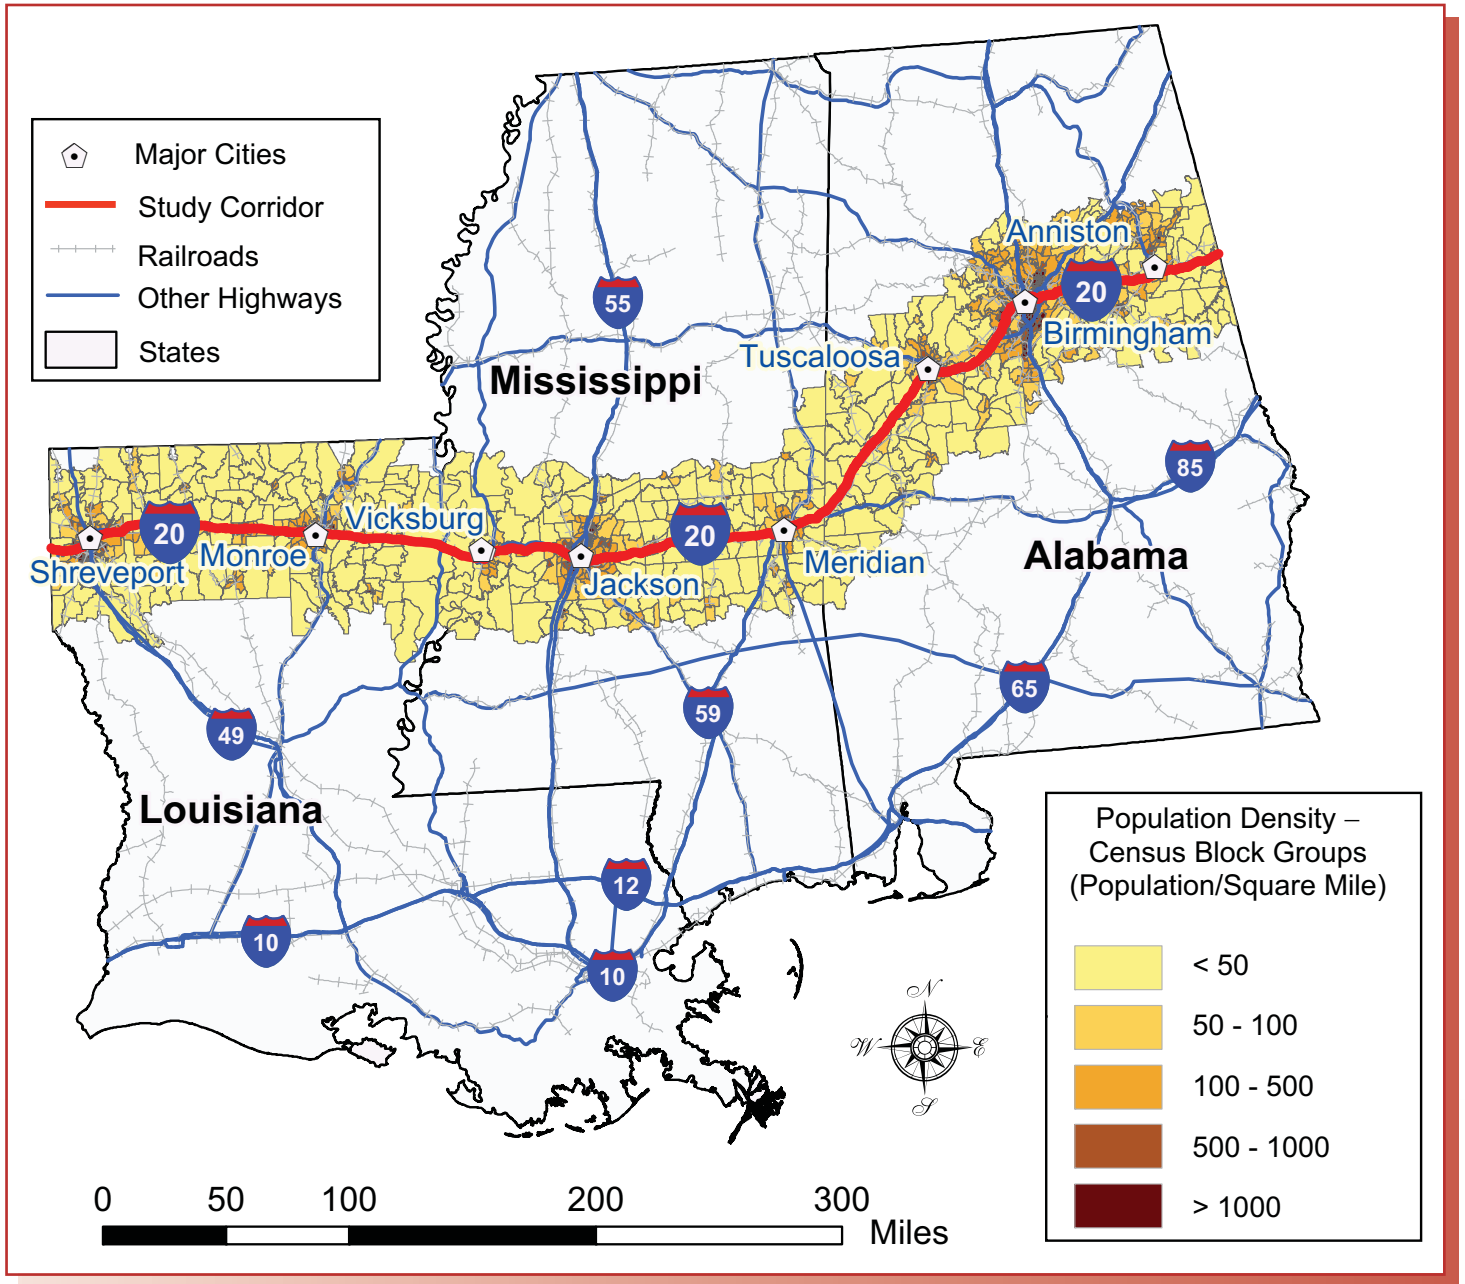 Major Cities
Study Corridor
Railroads
Other Highways
States
55
Anniston
20
Birmingham
Tuscaloosa
Mississippi
85
Vicksburg
20
20
Monroe
Shreveport
Jackson
Meridian
Alabama
65
59
49
Louisiana
12
10
10
Population Density –
Census Block Groups
(Population/Square Mile)
< 50
50 - 100
100 - 500
500 - 1000
> 1000
N
W
E
S
0 50 100 200 300
Miles